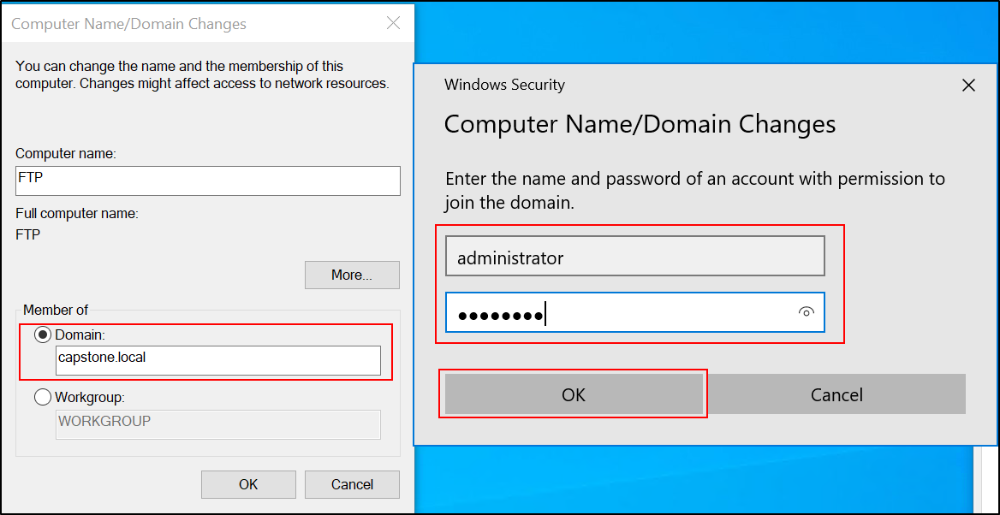 Computer Name/Domain Changes
You can change the name and the membership of this
computer. Changes might affect access to network resources.
Computer name:
FTP
Full computer name:
FTP
More...
Member of
Domain:
capstone.local
Workgroup:
WORKGROUP
OK
Cancel
Windows Security
Computer Name/Domain Changes
Enter the name and password of an account with permission to
join the domain.
administrator
●●●●●●●●
OK
Cancel